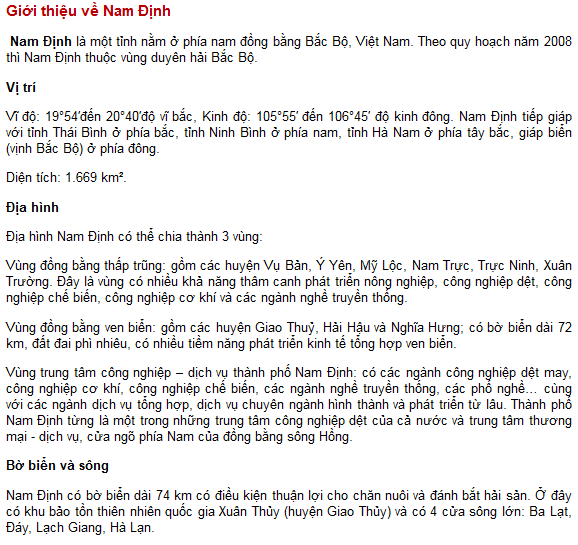 Giới thiệu về Nam Định
Nam Định là một tỉnh nằm ở phía nam đồng bằng Bắc Bộ, Việt Nam. Theo quy hoạch năm 2008
thì Nam Định thuộc vùng duyên hải Bắc Bộ.
Vị trí
Vĩ độ: 19°54′đến 20°40′độ vĩ bắc, Kinh độ: 105°55′ đến 106°45′ độ kinh đông. Nam Định tiếp giáp
với tỉnh Thái Bình ở phía bắc, tỉnh Ninh Bình ở phía nam, tỉnh Hà Nam ở phía tây bắc, giáp biển
(vịnh Bắc Bộ) ở phía đông.
Diện tích: 1.669 km².
Địa hình
Địa hình Nam Định có thể chia thành 3 vùng:
Vùng đồng bằng thấp trũng: gồm các huyện Vụ Bản, Ý Yên, Mỹ Lộc, Nam Trực, Trực Ninh, Xuân
Trường. Đây là vùng có nhiều khả năng thâm canh phát triển nông nghiệp, công nghiệp dệt, công
nghiệp chế biến, công nghiệp cơ khí và các ngành nghề truyền thống.
Vùng đồng bằng ven biển: gồm các huyện Giao Thuỷ, Hải Hậu và Nghĩa Hưng; có bờ biển dài 72
km, đất đai phì nhiêu, có nhiều tiềm năng phát triển kinh tế tổng hợp ven biển.
Vùng trung tâm công nghiệp – dịch vụ thành phố Nam Định: có các ngành công nghiệp dệt may,
công nghiệp cơ khí, công nghiệp chế biến, các ngành nghề truyền thống, các phố nghề... cùng
với các ngành dịch vụ tổng hợp, dịch vụ chuyên ngành hình thành và phát triển từ lâu. Thành phố
Nam Định từng là một trong những trung tâm công nghiệp dệt của cả nước và trung tâm thương
mại - dịch vụ, cửa ngõ phía Nam của đồng bằng sông Hồng.
Bờ biển và sông
Nam Định có bờ biển dài 74 km có điều kiện thuận lợi cho chăn nuôi và đánh bắt hải sản. Ở đây
có khu bảo tồn thiên nhiên quốc gia Xuân Thủy (huyện Giao Thủy) và có 4 cửa sông lớn: Ba Lạt,
Đáy, Lạch Giang, Hà Lạn.